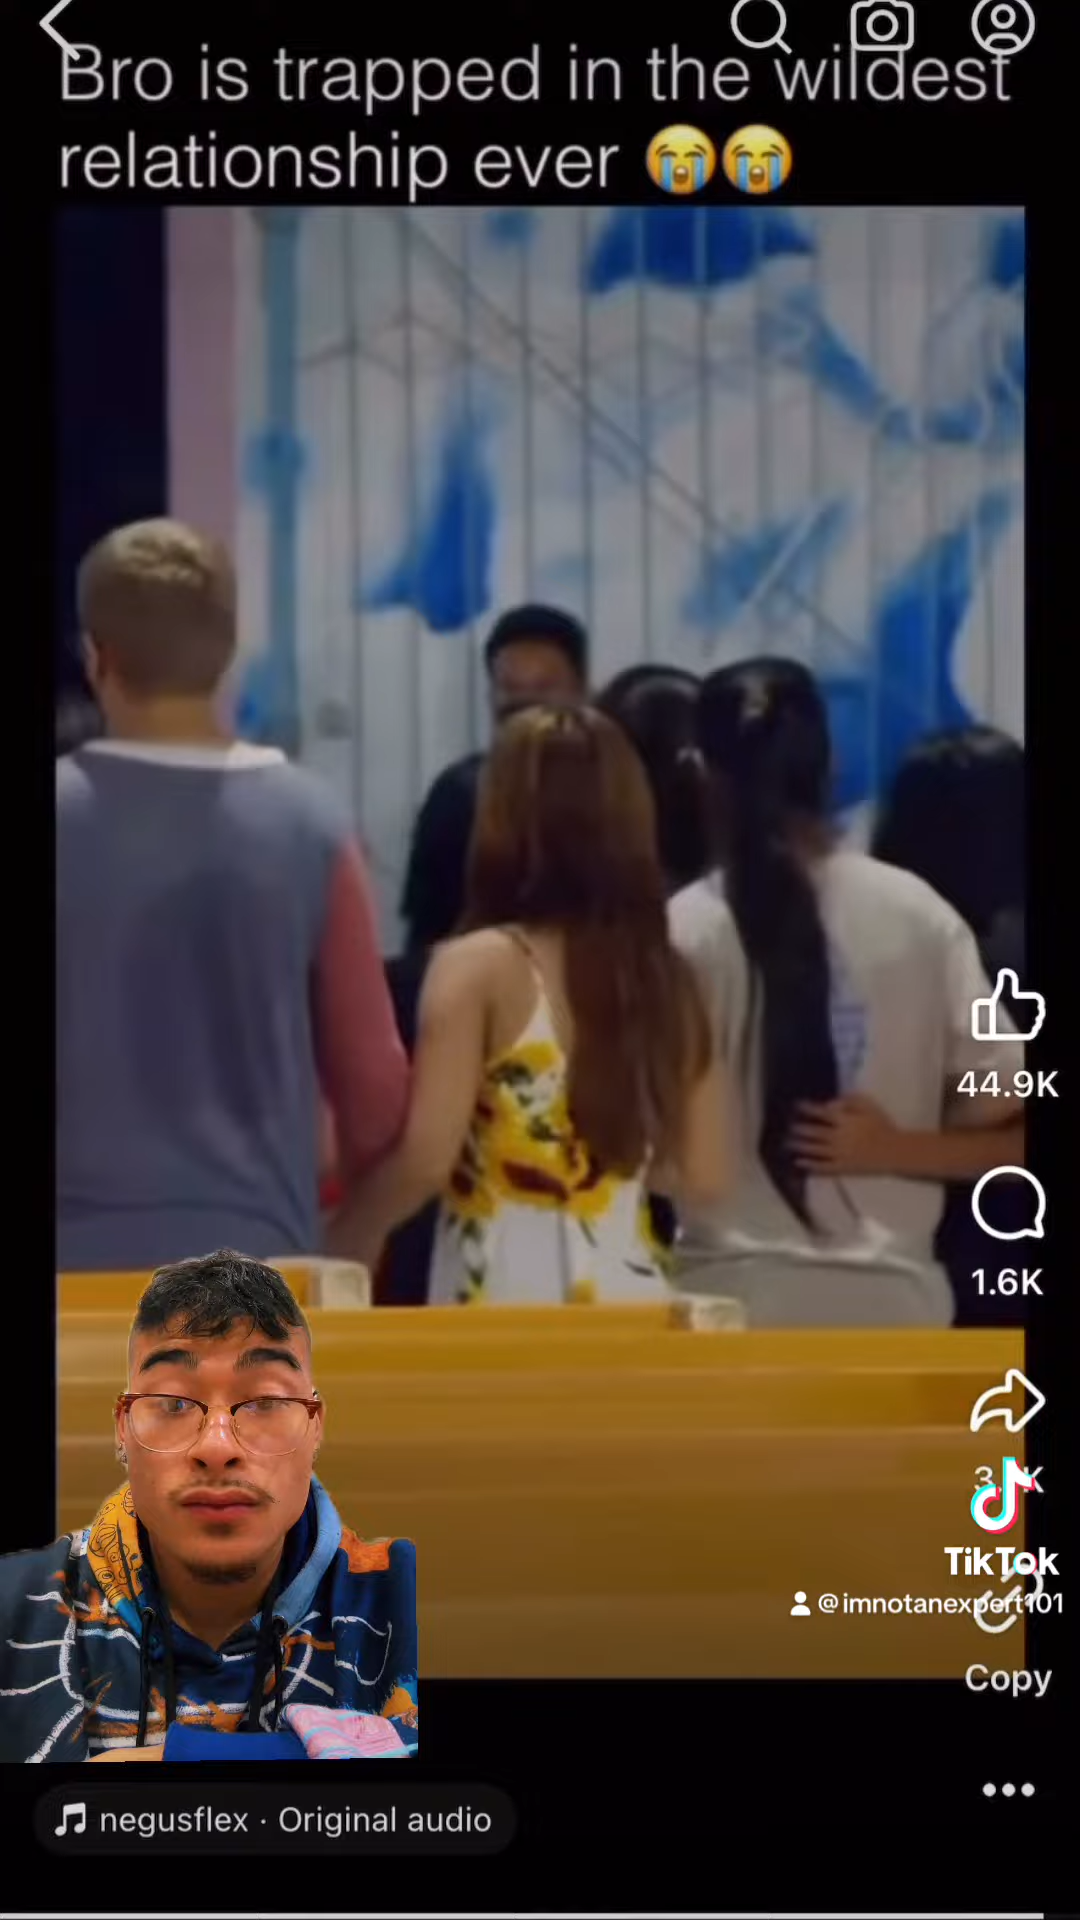 Bro is trapped in the wildest
relationship ever 😭😭
44.9K
1.6K
TikTok
@imnotanexpert101
Copy
negusflex · Original audio